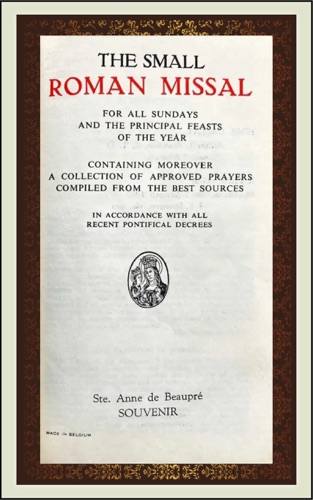 THE SMALL
ROMAN MISSAL
FOR ALL SUNDAYS
AND THE PRINCIPAL FEASTS
OF THE YEAR
CONTAINING MOREOVER
A COLLECTION OF APPROVED PRAYERS
COMPILED FROM THE BEST SOURCES
IN ACCORDANCE WITH ALL
RECENT PONTIFICAL DECREES
Ste. Anne de Beaupré
SOUVENIR
MADE IN BELGIUM